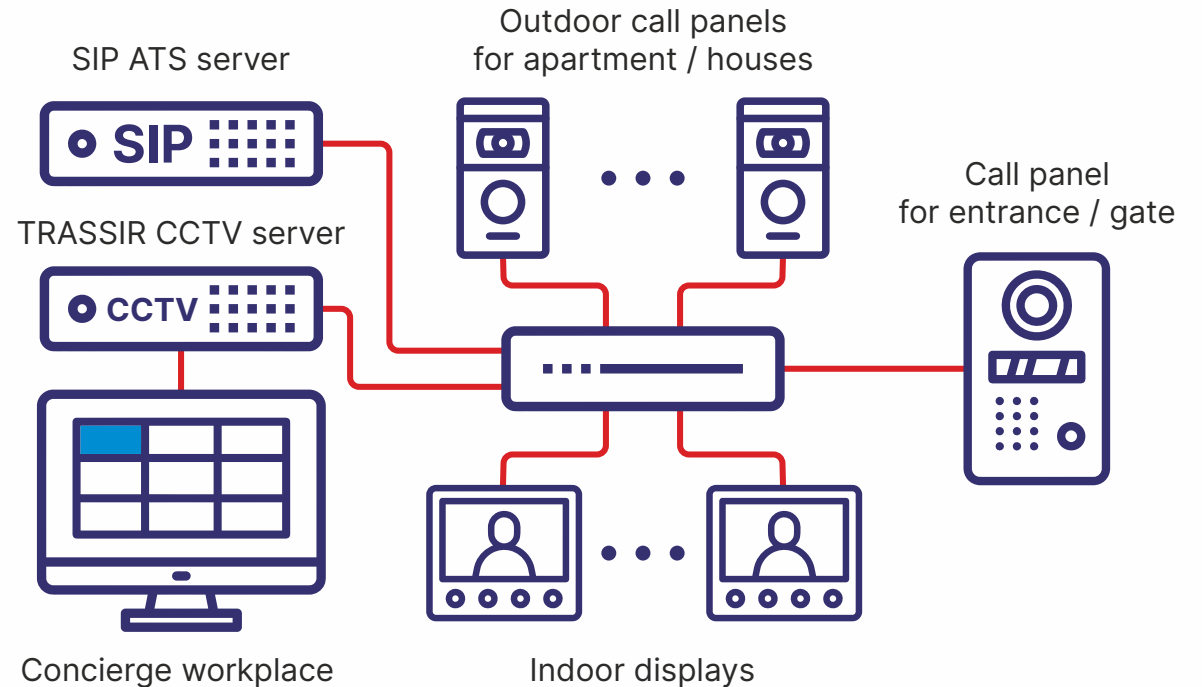 Outdoor call panels
for apartment / houses
SIP ATS server
SIP
Call panel
for entrance / gate
TRASSIR CCTV server
CCTV
Concierge workplace
Indoor displays